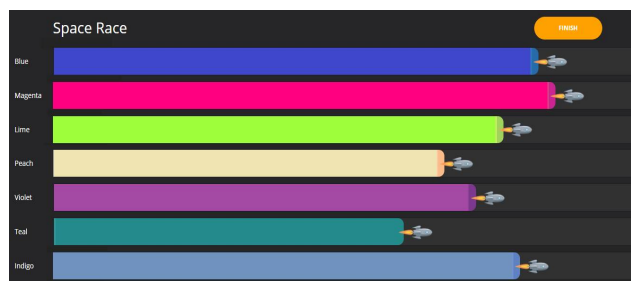 Space Race
FINISH
Blue
Magenta
Lime
Peach
Violet
Teal
Indigo